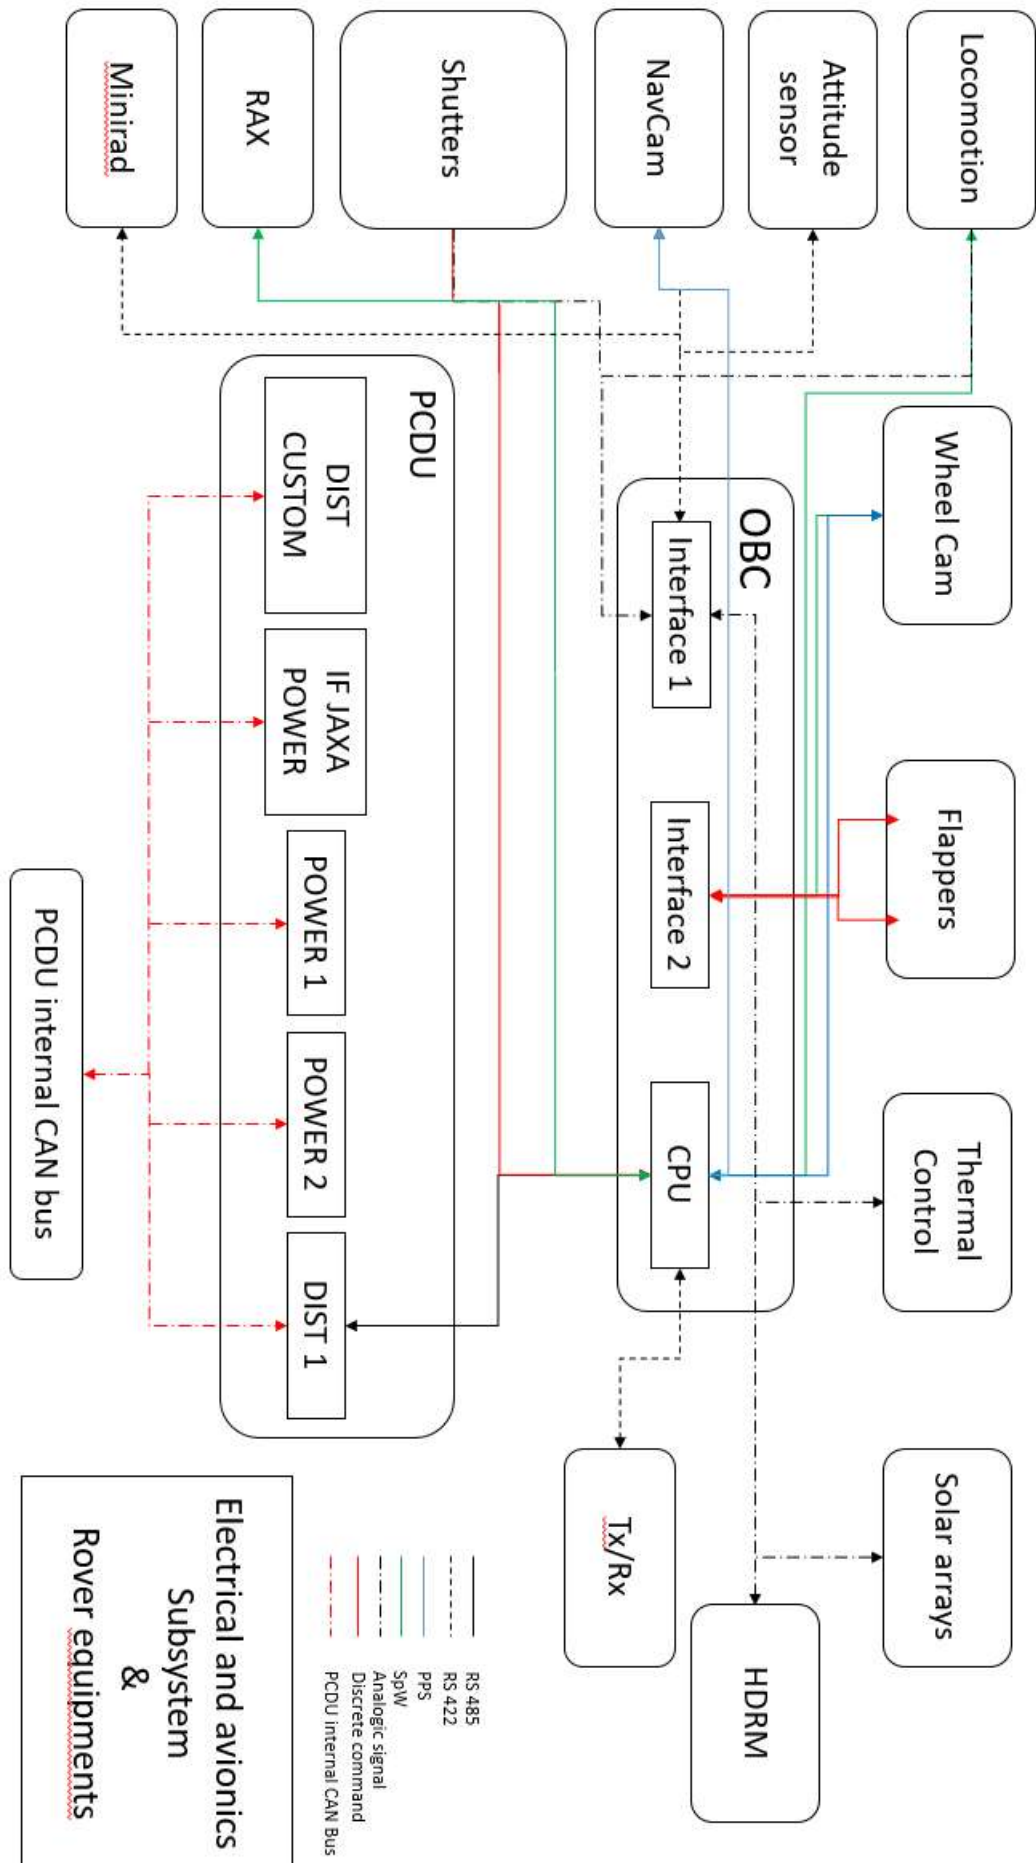 Locomotion
Attitude
sensor
NavCam
Shutters
RAX
Minirad
Wheel Cam
Flappers
Thermal
Control
Solar arrays
HDRM
OBC
Interface 1
Interface 2
CPU
Tx/Rx
PCDU
DIST
CUSTOM
IF JAXA
POWER
POWER 1
POWER 2
DIST 1
PCDU internal CAN bus
RS 485
RS 422
PPS
SpW
Analogic signal
Discrete command
PCDU internal CAN Bus
Electrical and avionics
Subsystem
&
Rover equipments